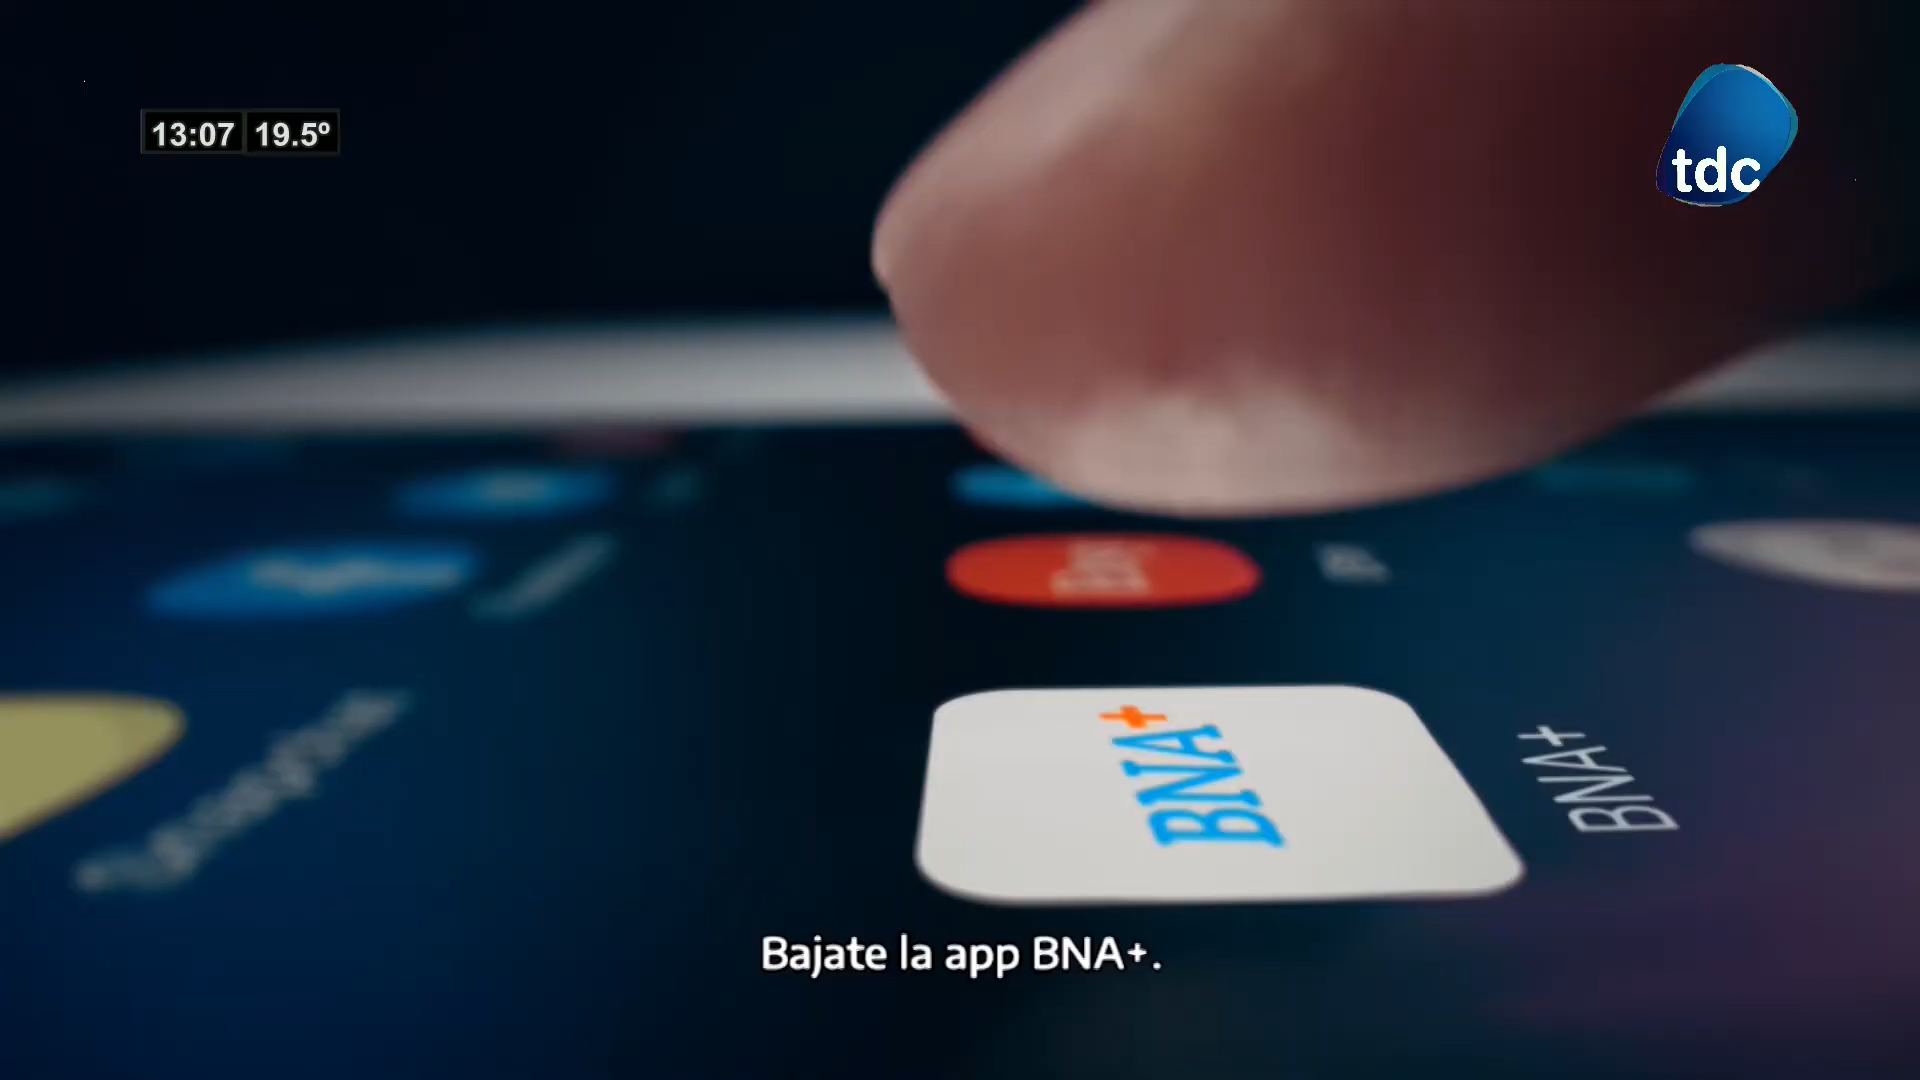 13:07 19.5º
tdc
BNA+
BNA+
Bajate la app BNA+.